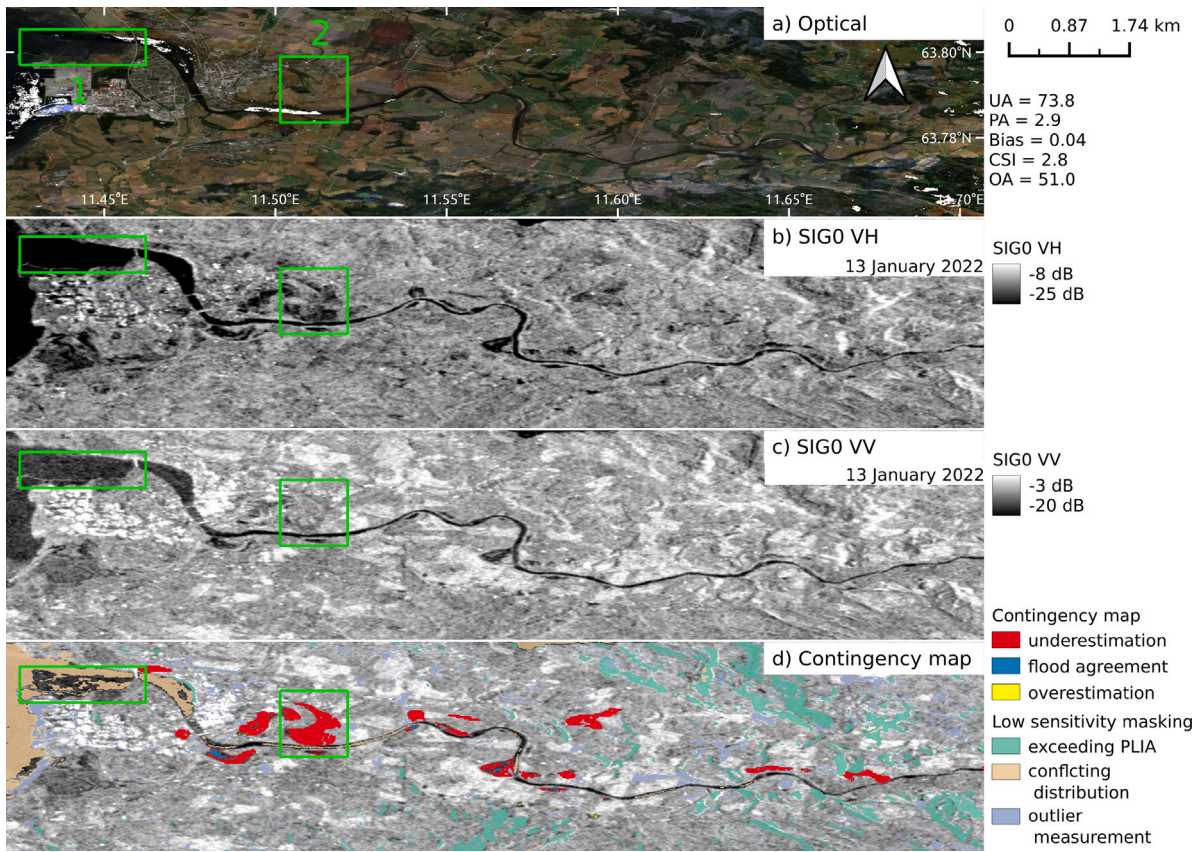 a) Optical
0 0.87 1.74 km
1
2
63.80°N
63.78°N
11.45°E 11.50°E 11.55°E 11.60°E 11.65°E 11.70°E
UA = 73.8
PA = 2.9
Bias = 0.04
CSI = 2.8
OA = 51.0
b) SIG0 VH
13 January 2022
SIG0 VH
-8 dB
-25 dB
c) SIG0 VV
13 January 2022
SIG0 VV
-3 dB
-20 dB
d) Contingency map
Contingency map
underestimation
flood agreement
overestimation
Low sensitivity masking
exceeding PLIA
conflcting
distribution
outlier
measurement